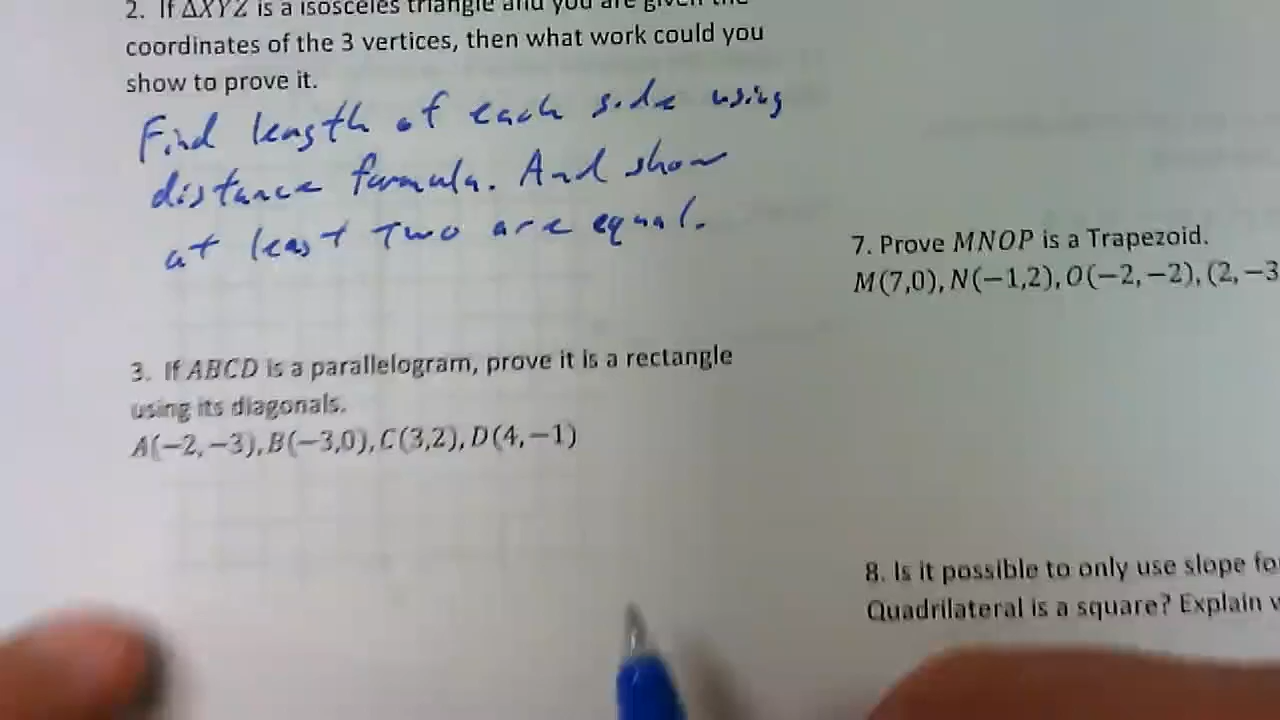 2. If ΔXYZ is a isosceles triangle and you are given the
coordinates of the 3 vertices, then what work could you
show to prove it.
Find length of each side using
distance formula. And show
at least two are equal.
3. If ABCD is a parallelogram, prove it is a rectangle
using its diagonals.
A(−2,−3), B(−3,0), C(3,2), D(4,−1)
7. Prove MNOP is a Trapezoid.
M(7,0), N(−1,2), O(−2,−2), (2,−3
8. Is it possible to only use slope fo
Quadrilateral is a square? Explain